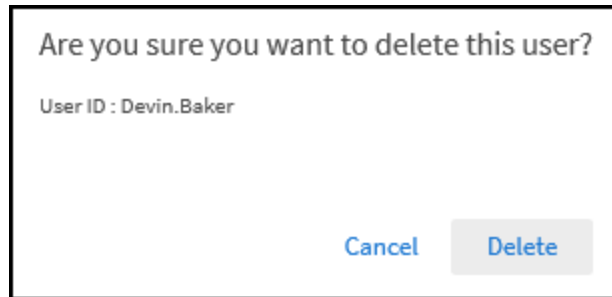 Are you sure you want to delete this user?
User ID : Devin.Baker
Cancel Delete